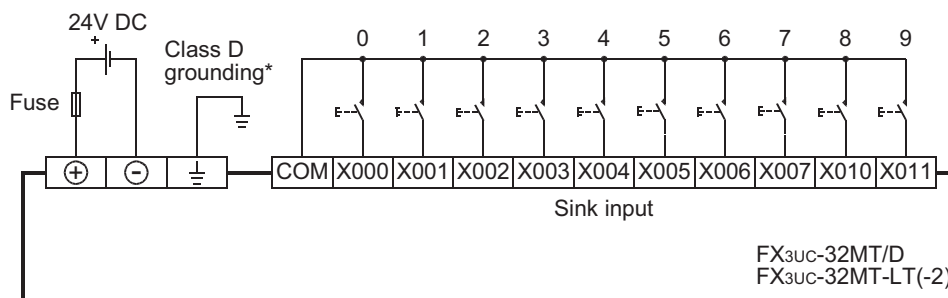 24V DC
+
Class D
grounding*
Fuse
0 1 2 3 4 5 6 7 8 9
+ - COM X000 X001 X002 X003 X004 X005 X006 X007 X010 X011
Sink input
FX3UC-32MT/D
FX3UC-32MT-LT(-2)